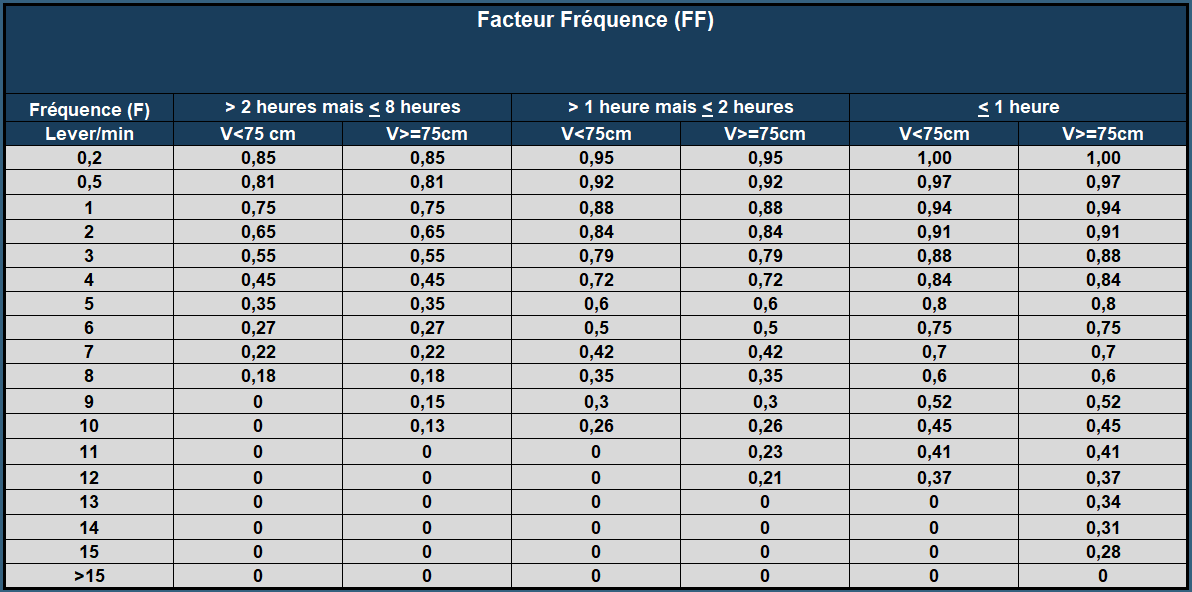 Facteur Fréquence (FF)
Fréquence (F) > 2 heures mais ≤ 8 heures > 1 heure mais ≤ 2 heures ≤ 1 heure
Lever/min V<75 cm V>=75cm V<75cm V>=75cm V<75cm V>=75cm
0,2 0,85 0,85 0,95 0,95 1,00 1,00
0,5 0,81 0,81 0,92 0,92 0,97 0,97
1 0,75 0,75 0,88 0,88 0,94 0,94
2 0,65 0,65 0,84 0,84 0,91 0,91
3 0,55 0,55 0,79 0,79 0,88 0,88
4 0,45 0,45 0,72 0,72 0,84 0,84
5 0,35 0,35 0,6 0,6 0,8 0,8
6 0,27 0,27 0,5 0,5 0,75 0,75
7 0,22 0,22 0,42 0,42 0,7 0,7
8 0,18 0,18 0,35 0,35 0,6 0,6
9 0 0,15 0,3 0,3 0,52 0,52
10 0 0,13 0,26 0,26 0,45 0,45
11 0 0 0 0,23 0,41 0,41
12 0 0 0 0,21 0,37 0,37
13 0 0 0 0 0 0,34
14 0 0 0 0 0 0,31
15 0 0 0 0 0 0,28
>15 0 0 0 0 0 0